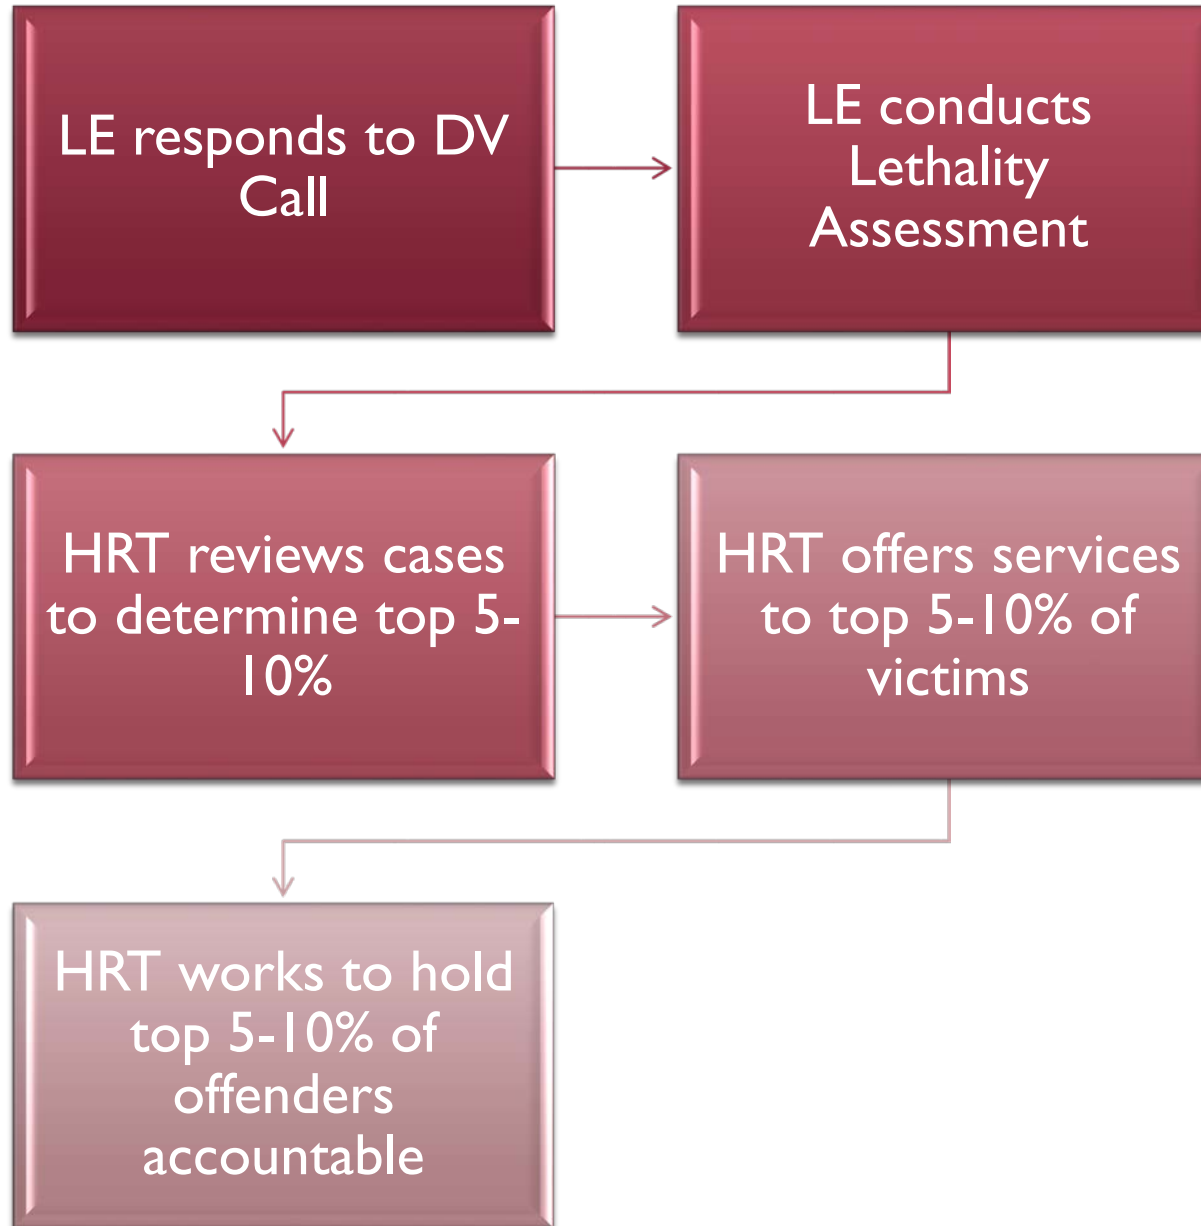 LE responds to DV
Call
LE conducts
Lethality
Assessment
HRT reviews cases
to determine top 5-
10%
HRT offers services
to top 5-10% of
victims
HRT works to hold
top 5-10% of
offenders
accountable